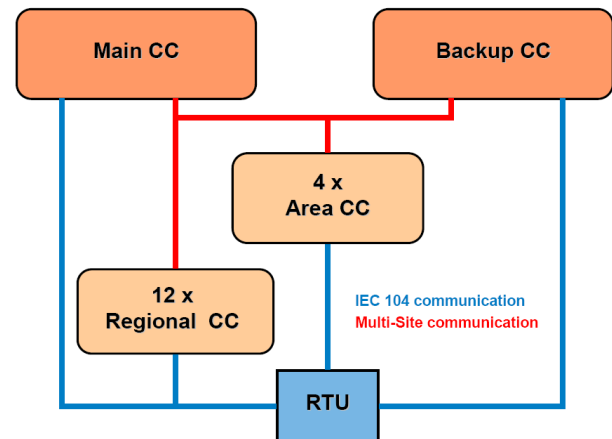 Main CC
Backup CC
4 x
Area CC
12 x
Regional CC
IEC 104 communication
Multi-Site communication
RTU